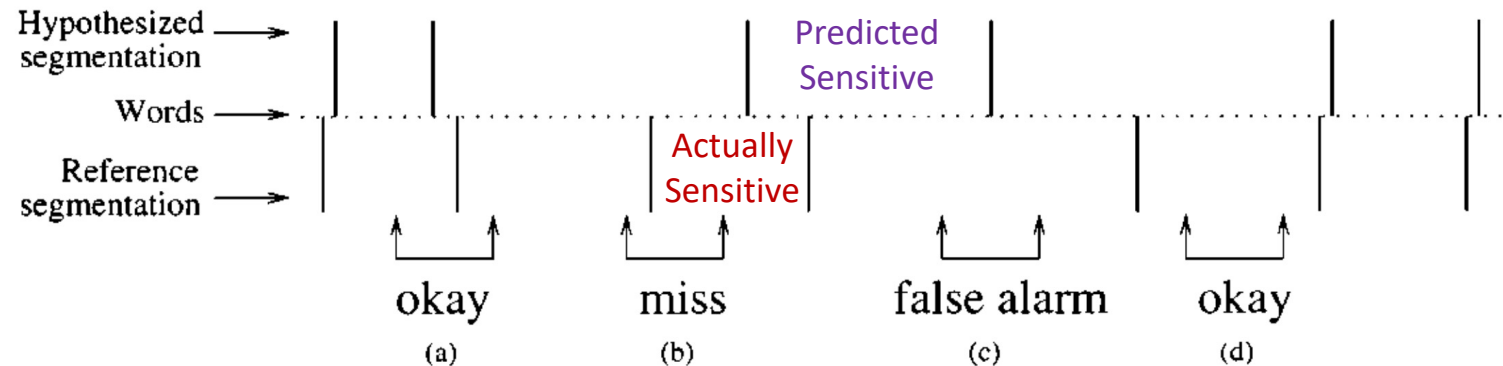 Hypothesized
segmentation
Predicted
Sensitive
Words
Actually
Sensitive
Reference
segmentation
okay
miss
false alarm
okay
(a)
(b)
(c)
(d)